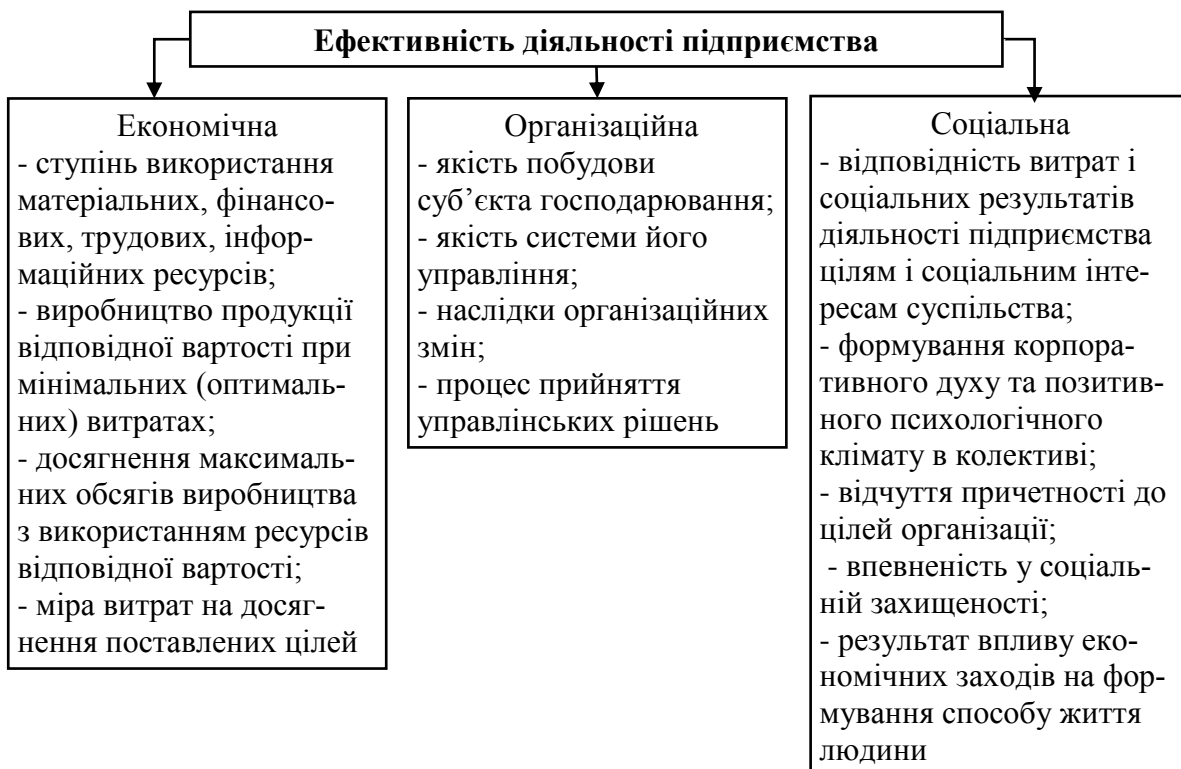 Ефективність діяльності підприємства
Економічна
- ступінь використання
матеріальних, фінансо-
вих, трудових, інфор-
маційних ресурсів;
- виробництво продукції
відповідної вартості при
мінімальних (оптималь-
них) витратах;
- досягнення максималь-
них обсягів виробництва
з використанням ресурсів
відповідної вартості;
- міра витрат на досяг-
нення поставлених цілей
Організаційна
- якість побудови
суб’єкта господарювання;
- якість системи його
управління;
- наслідки організаційних
змін;
- процес прийняття
управлінських рішень
Соціальна
- відповідність витрат і
соціальних результатів
діяльності підприємства
цілям і соціальним інте-
ресам суспільства;
- формування корпора-
тивного духу та позитив-
ного психологічного
клімату в колективі;
- відчуття причетності до
цілей організації;
- впевненість у соціаль-
ній захищеності;
- результат впливу еко-
номічних заходів на фор-
мування способу життя
людини